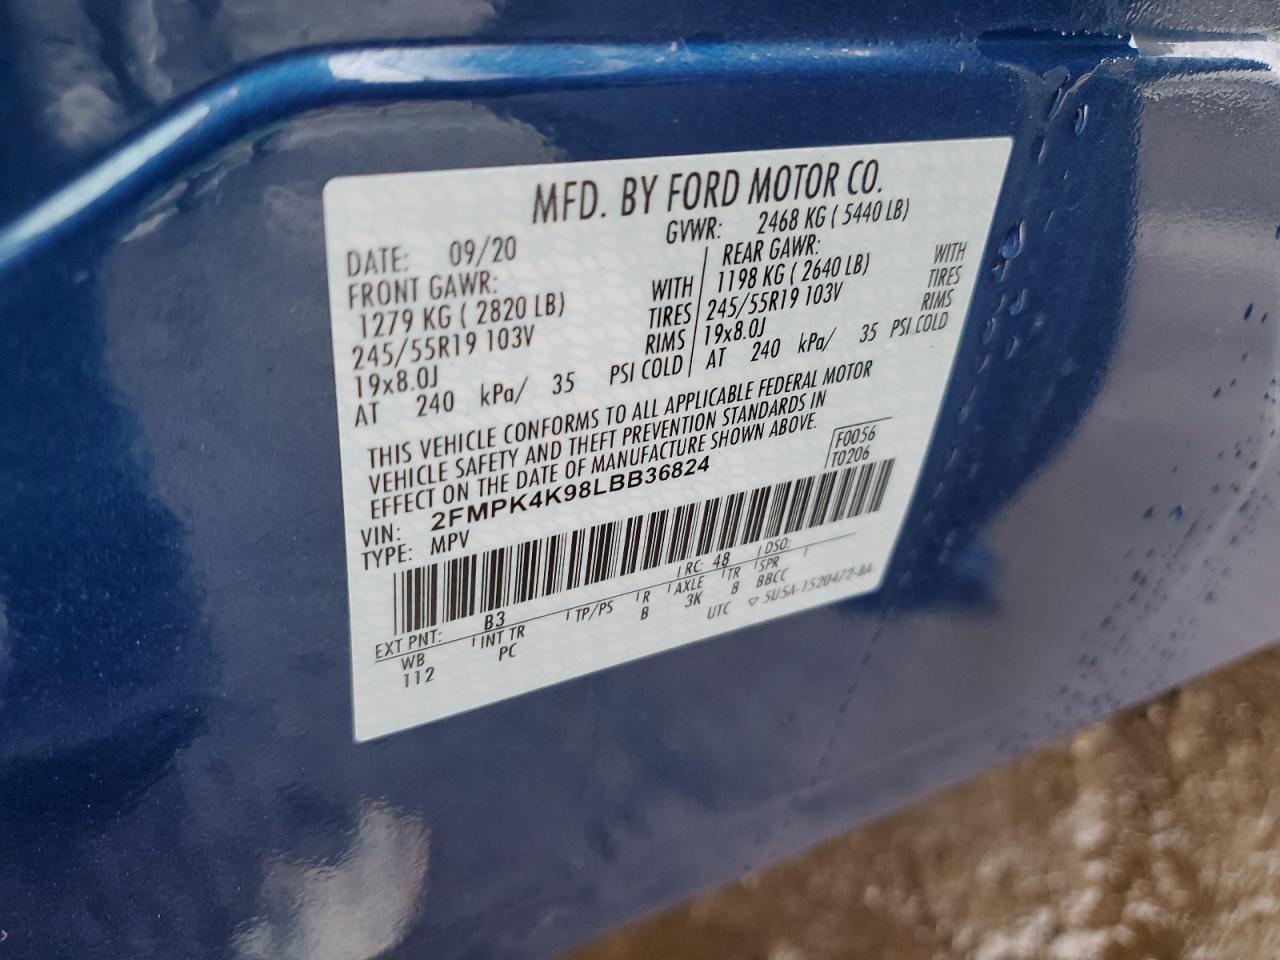 MFD. BY FORD MOTOR CO.
DATE: 09/20 GVWR: 2468 KG ( 5440 LB)
FRONT GAWR: REAR GAWR:
1279 KG ( 2820 LB) WITH 1198 KG ( 2640 LB) WITH
245/55R19 103V TIRES 245/55R19 103V TIRES
19x8.0J RIMS 19x8.0J RIMS
AT 240 kPa/ 35 PSI COLD AT 240 kPa/ 35 PSI COLD
THIS VEHICLE CONFORMS TO ALL APPLICABLE FEDERAL MOTOR
VEHICLE SAFETY AND THEFT PREVENTION STANDARDS IN
EFFECT ON THE DATE OF MANUFACTURE SHOWN ABOVE.
F0056
T0206
VIN: 2FMPK4K98LBB36824
TYPE: MPV
EXT PNT: B3 RC: 48 DSO:
WB INT TR TP/PS R AXLE TR SPR
112 PC B 3K 8 BBCC
UTC ▽ 5U5A-1520472-BA